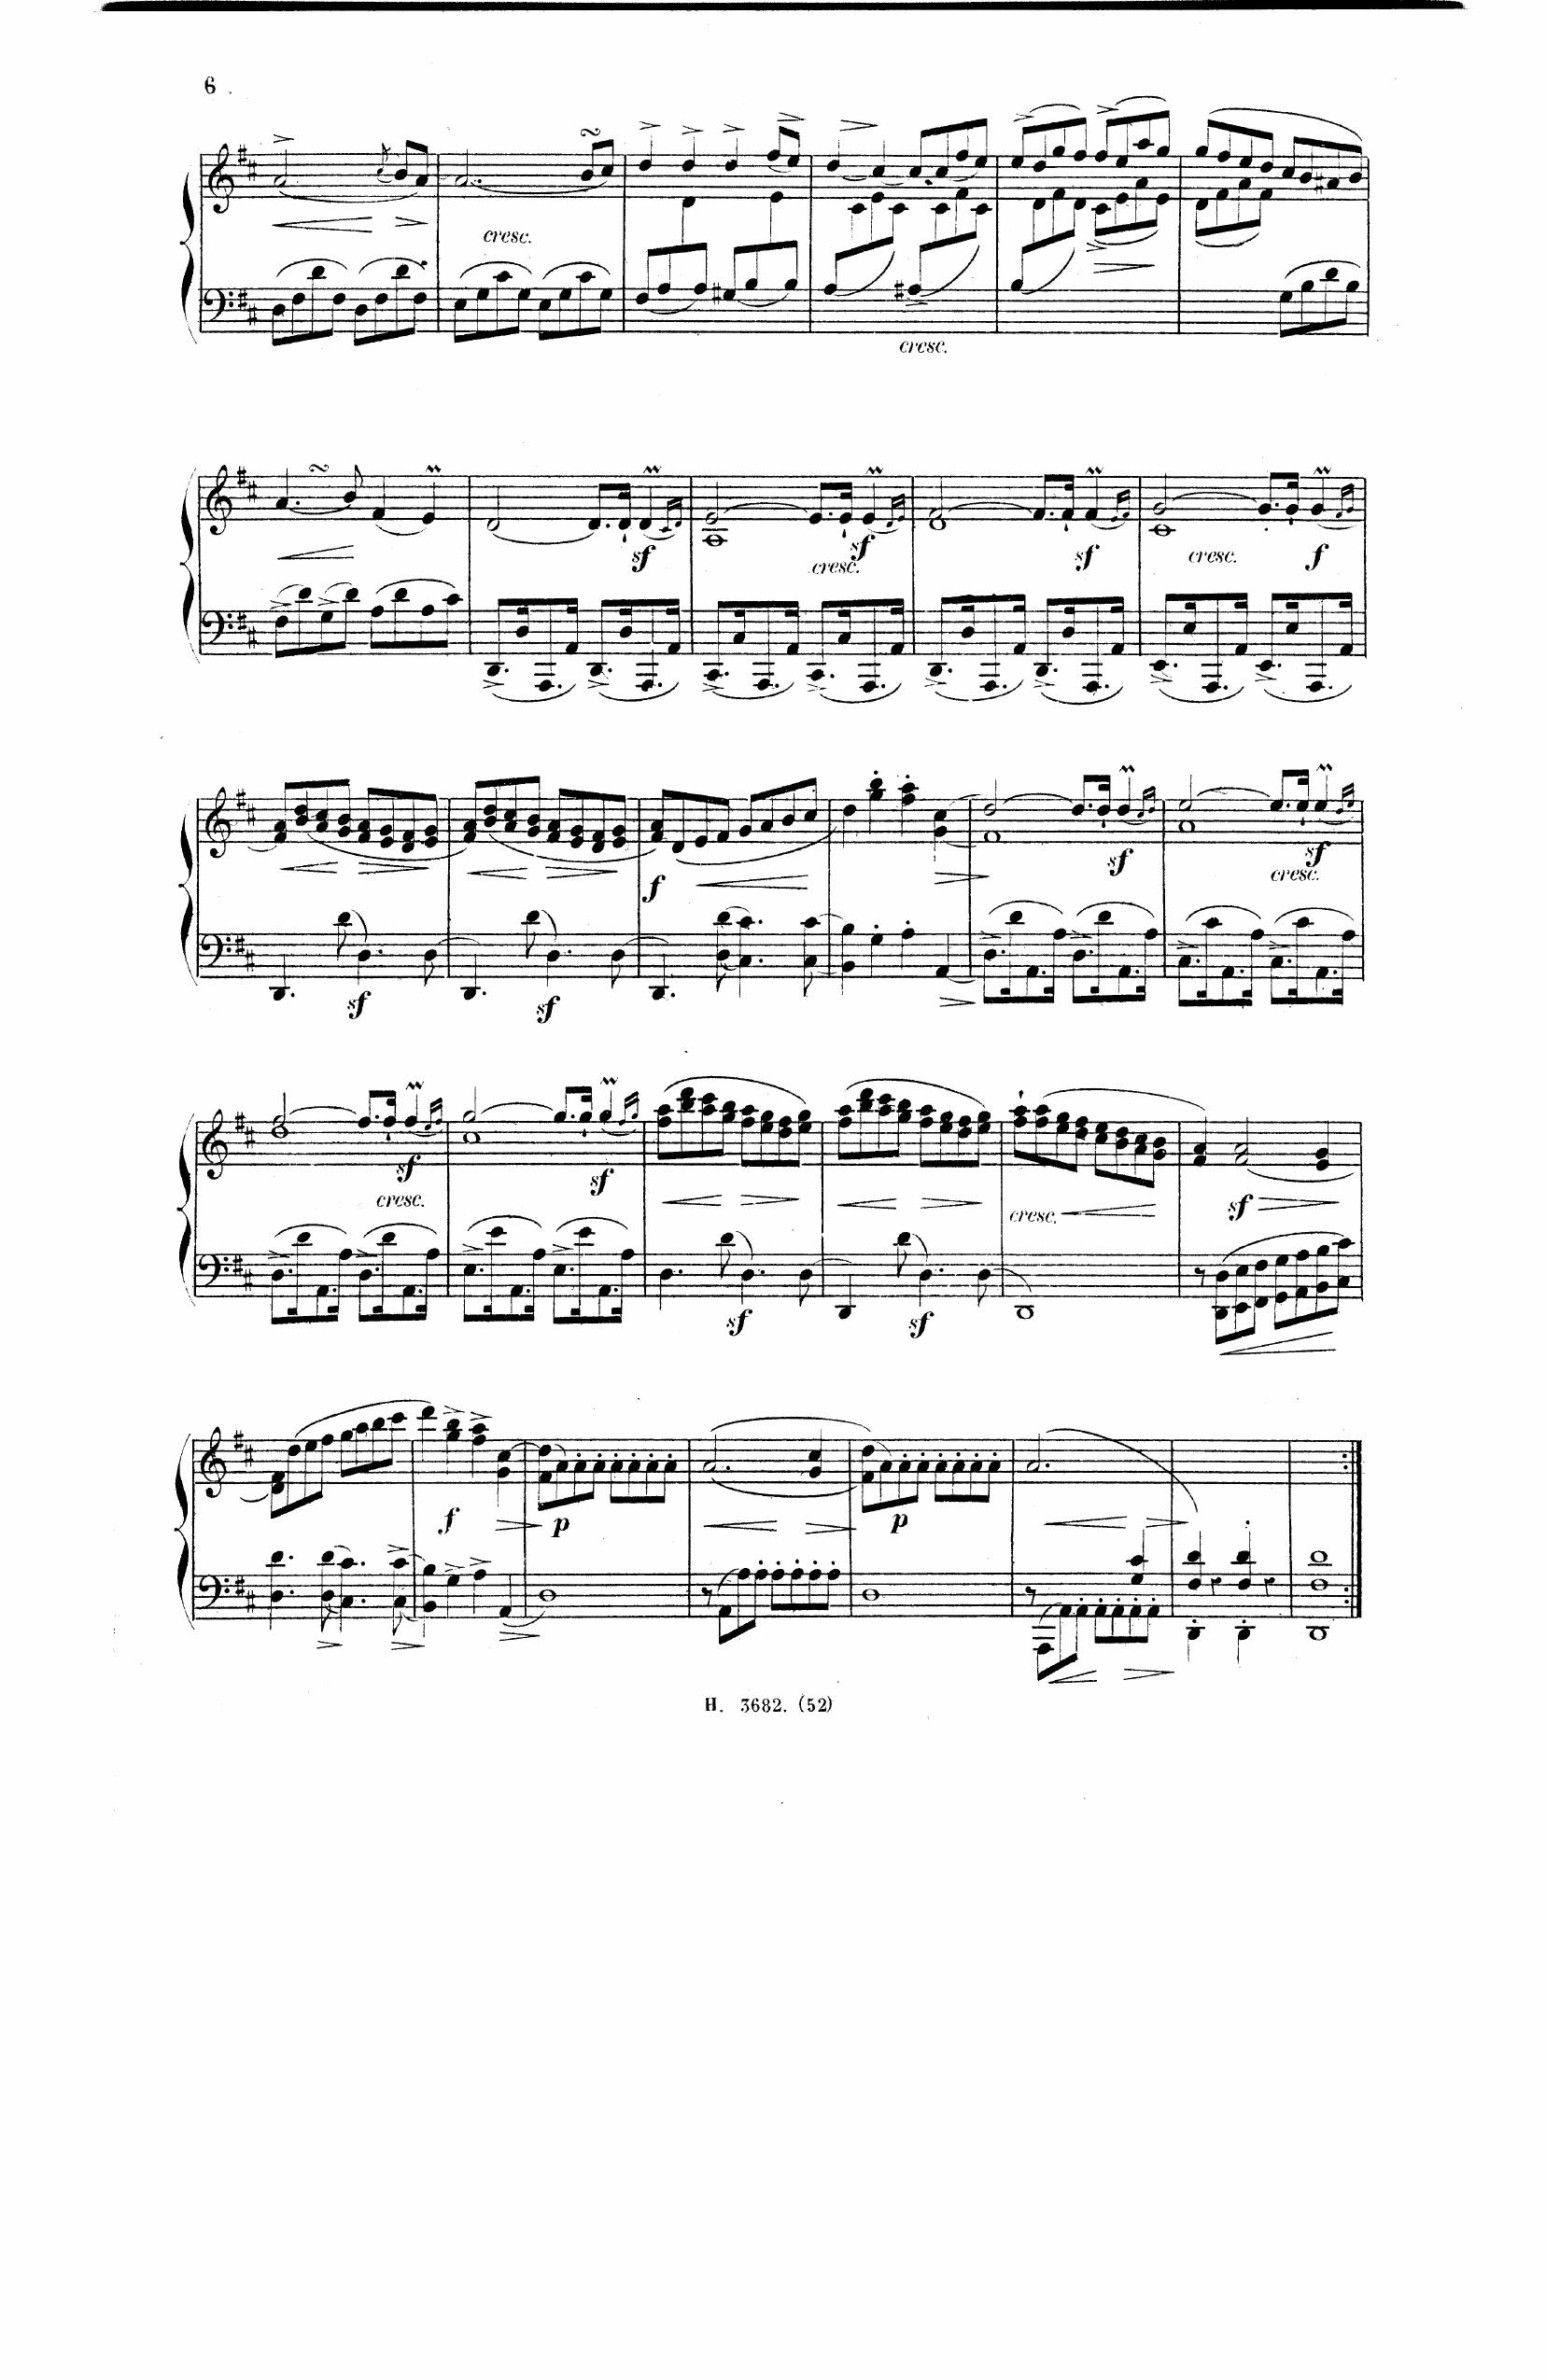 6
cresc.
cresc.
sf sf sf f
cresc. cresc.
f sf sf
cresc.
sf sf
sf sf
cresc. cresc. sf
sf sf
f p p
H. 3682. (52)